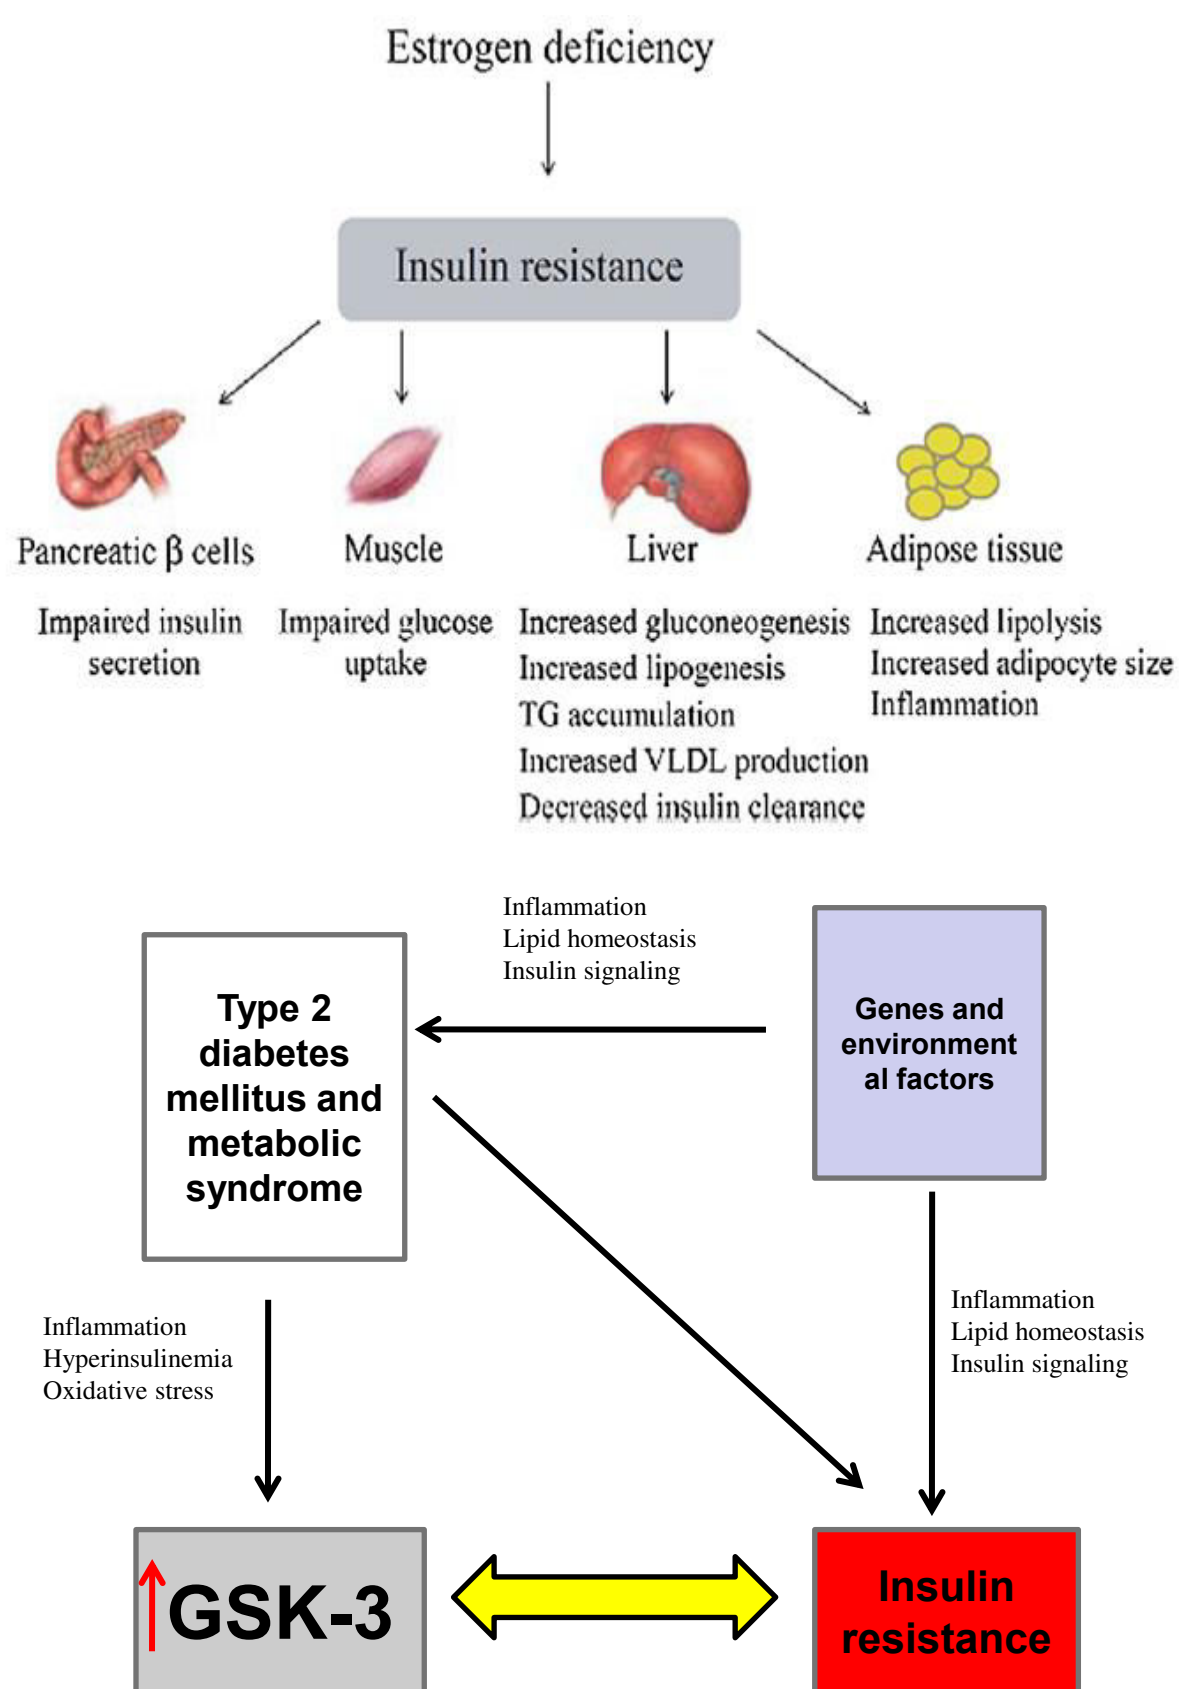 Estrogen deficiency
Insulin resistance
Pancreatic β cells
Impaired insulin
secretion
Muscle
Impaired glucose
uptake
Liver
Increased gluconeogenesis
Increased lipogenesis
TG accumulation
Increased VLDL production
Decreased insulin clearance
Adipose tissue
Increased lipolysis
Increased adipocyte size
Inflammation
Inflammation
Lipid homeostasis
Insulin signaling
Type 2
diabetes
mellitus and
metabolic
syndrome
Genes and
environment
al factors
Inflammation
Hyperinsulinemia
Oxidative stress
Inflammation
Lipid homeostasis
Insulin signaling
GSK-3
Insulin
resistance